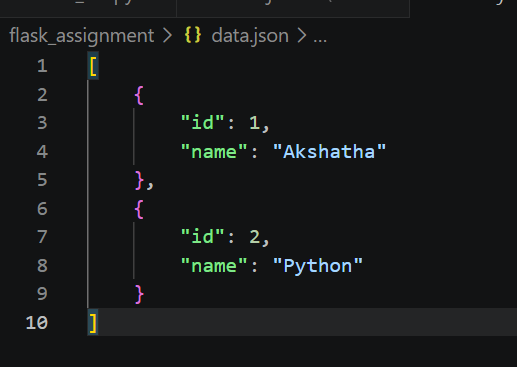 flask_assignment > {} data.json > ...
1 [
2 {
3 "id": 1,
4 "name": "Akshatha"
5 },
6 {
7 "id": 2,
8 "name": "Python"
9 }
10 ]